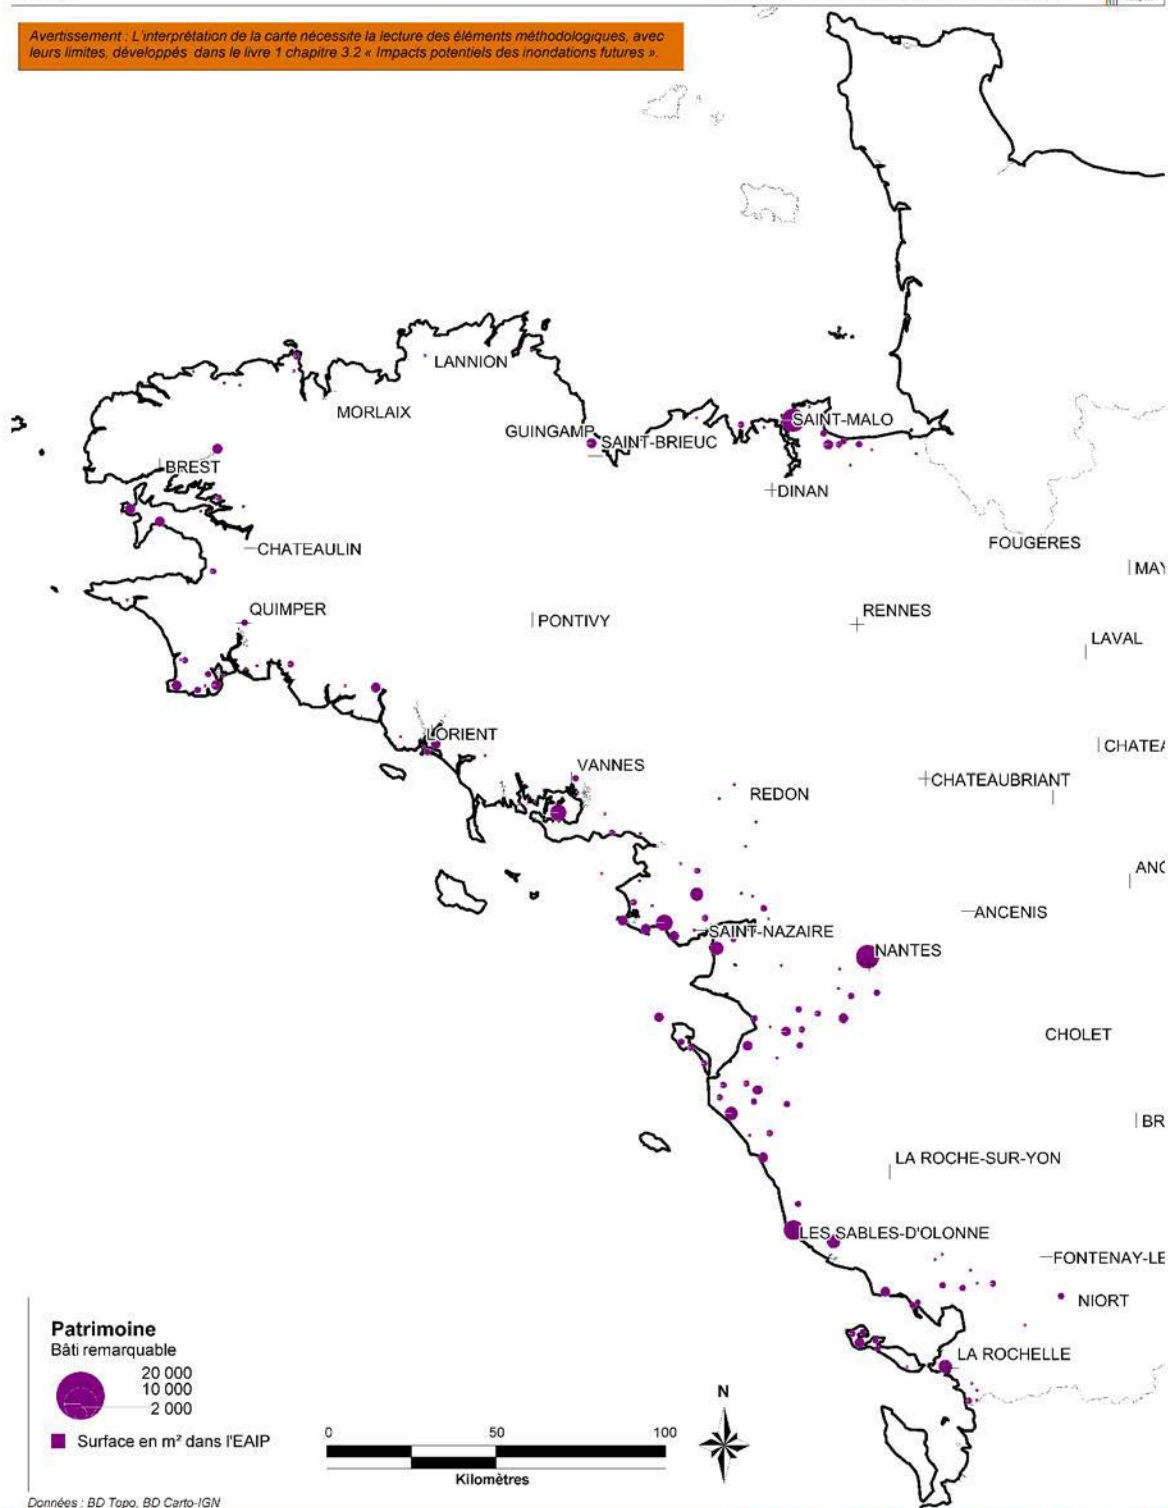 Avertissement : L'interprétation de la carte nécessite la lecture des éléments méthodologiques, avec
leurs limites, développés dans le livre 1 chapitre 3.2 « Impacts potentiels des inondations futures ».
LANNION
MORLAIX
GUINGAMP
SAINT-MALO
SAINT-BRIEUC
BREST
DINAN
CHATEAULIN
FOUGERES
MAY
QUIMPER
PONTIVY
RENNES
LAVAL
LORIENT
CHATEA
VANNES
CHATEAUBRIANT
REDON
ANC
ANCENIS
SAINT-NAZAIRE
NANTES
CHOLET
BR
LA ROCHE-SUR-YON
LES SABLES-D'OLONNE
FONTENAY-LE
NIORT
LA ROCHELLE
Patrimoine
Bâti remarquable
20 000
10 000
2 000
Surface en m² dans l'EAIP
N
0 50 100
Kilomètres
Données : BD Topo, BD Carto-IGN